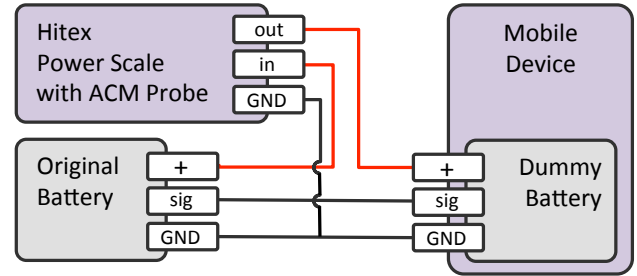 Hitex
Power Scale
with ACM Probe
out
in
GND
Mobile
Device
Original
Battery
+
sig
GND
+
sig
GND
Dummy
Battery